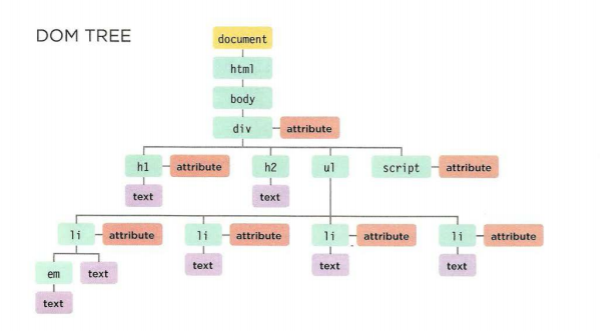 DOM TREE
document
html
body
div attribute
h1 attribute h2 ul script attribute
text text
li attribute li attribute li attribute li attribute
em text text text text
text